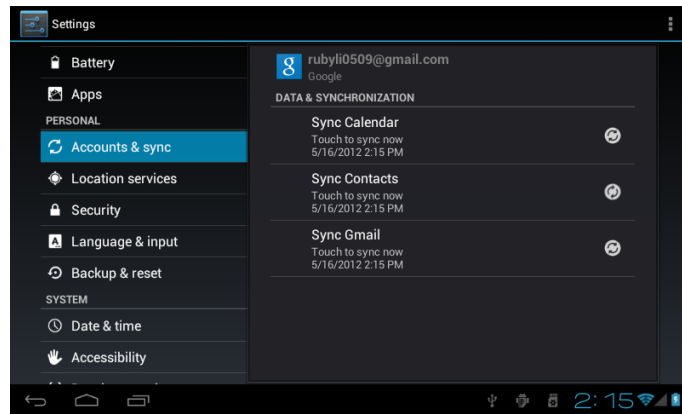 Settings
Battery
Apps
PERSONAL
Accounts & sync
Location services
Security
Language & input
Backup & reset
SYSTEM
Date & time
Accessibility
rubyli0509@gmail.com
Google
DATA & SYNCHRONIZATION
Sync Calendar
Touch to sync now
5/16/2012 2:15 PM
Sync Contacts
Touch to sync now
5/16/2012 2:15 PM
Sync Gmail
Touch to sync now
5/16/2012 2:15 PM
2:15